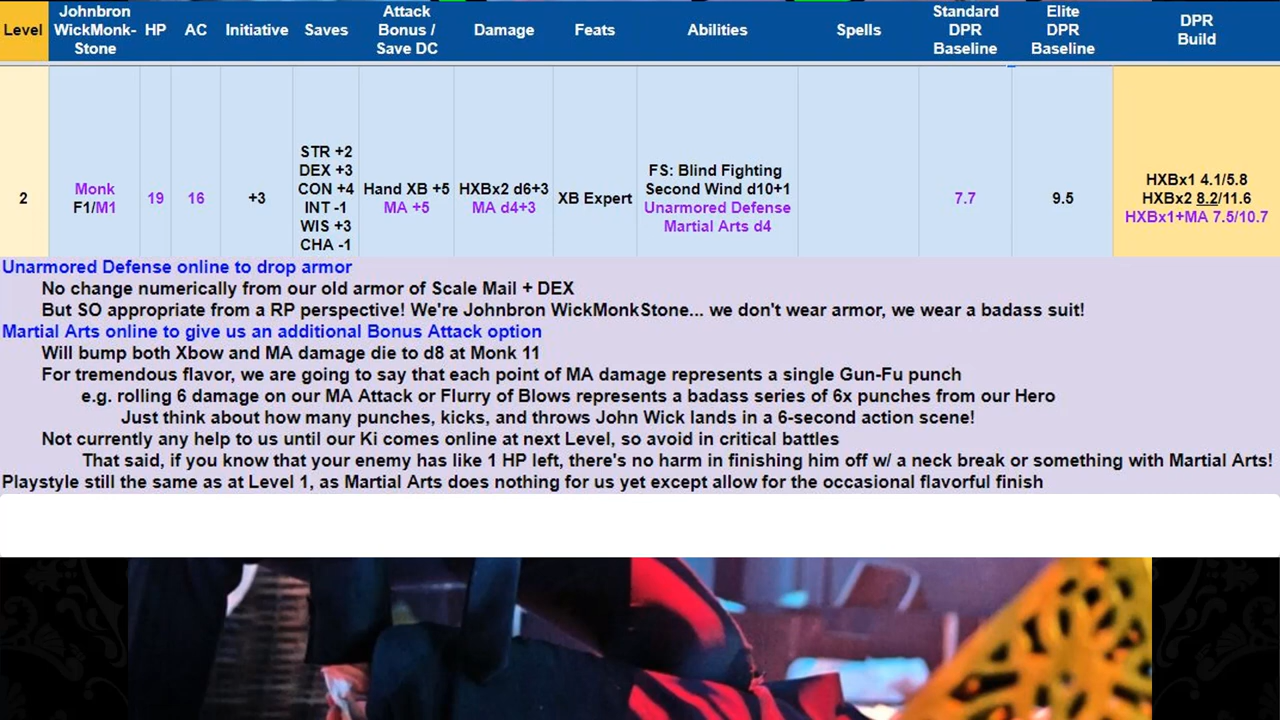 Level
Johnbron
WickMonk-
Stone
HP
AC
Initiative
Saves
Attack
Bonus /
Save DC
Damage
Feats
Abilities
Spells
Standard
DPR
Baseline
Elite
DPR
Baseline
DPR
Build
2
Monk
F1/M1
19
16
+3
STR +2
DEX +3
CON +4
INT -1
WIS +3
CHA -1
Hand XB +5
MA +5
HXBx2 d6+3
MA d4+3
XB Expert
FS: Blind Fighting
Second Wind d10+1
Unarmored Defense
Martial Arts d4
7.7
9.5
HXBx1 4.1/5.8
HXBx2 8.2/11.6
HXBx1+MA 7.5/10.7
Unarmored Defense online to drop armor
No change numerically from our old armor of Scale Mail + DEX
But SO appropriate from a RP perspective! We're Johnbron WickMonkStone... we don't wear armor, we wear a badass suit!
Martial Arts online to give us an additional Bonus Attack option
Will bump both Xbow and MA damage die to d8 at Monk 11
For tremendous flavor, we are going to say that each point of MA damage represents a single Gun-Fu punch
e.g. rolling 6 damage on our MA Attack or Flurry of Blows represents a badass series of 6x punches from our Hero
Just think about how many punches, kicks, and throws John Wick lands in a 6-second action scene!
Not currently any help to us until our Ki comes online at next Level, so avoid in critical battles
That said, if you know that your enemy has like 1 HP left, there's no harm in finishing him off w/ a neck break or something with Martial Arts!
Playstyle still the same as at Level 1, as Martial Arts does nothing for us yet except allow for the occasional flavorful finish